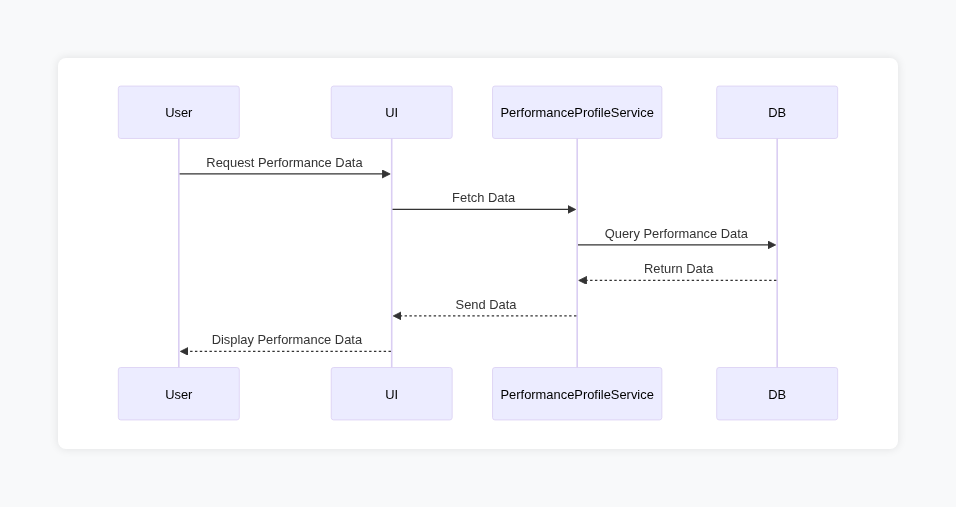 User
UI
PerformanceProfileService
DB
Request Performance Data
Fetch Data
Query Performance Data
Return Data
Send Data
Display Performance Data
User
UI
PerformanceProfileService
DB